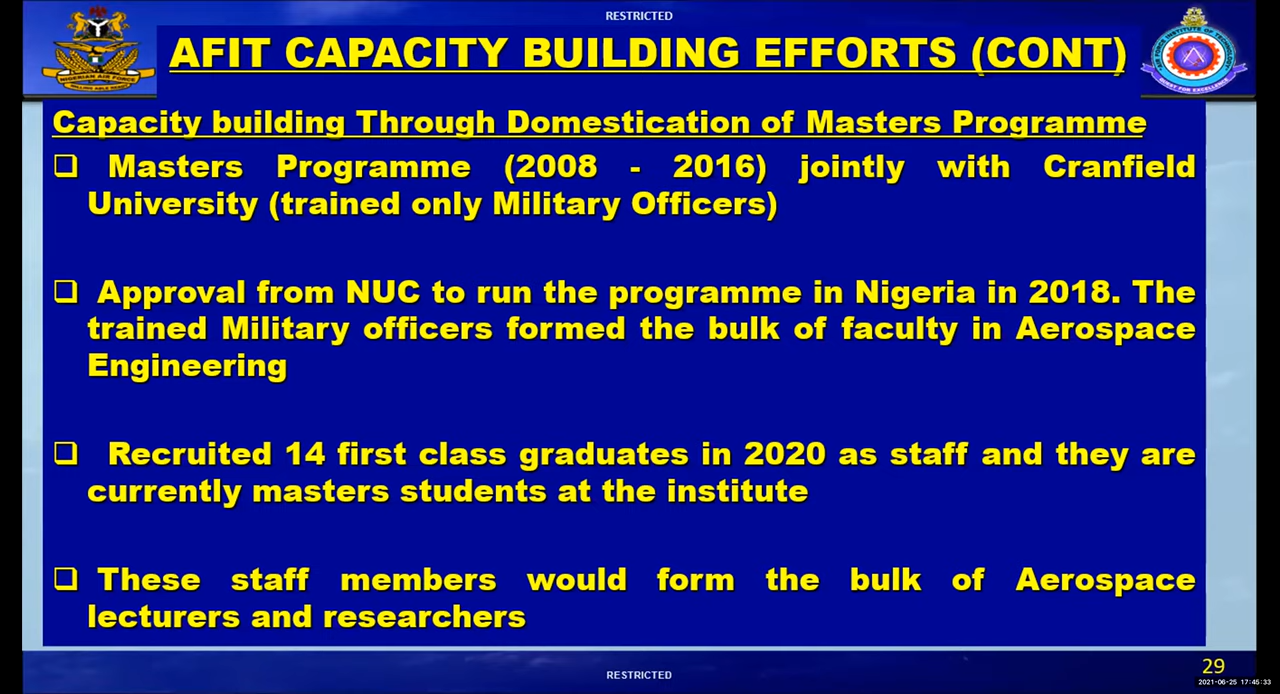 RESTRICTED
AFIT CAPACITY BUILDING EFFORTS (CONT)
NIGERIAN AIR FORCE
Capacity building Through Domestication of Masters Programme
❑ Masters Programme (2008 - 2016) jointly with Cranfield
University (trained only Military Officers)
❑ Approval from NUC to run the programme in Nigeria in 2018. The
trained Military officers formed the bulk of faculty in Aerospace
Engineering
❑ Recruited 14 first class graduates in 2020 as staff and they are
currently masters students at the institute
❑ These staff members would form the bulk of Aerospace
lecturers and researchers
RESTRICTED
29
2021-06-25 17:45:33